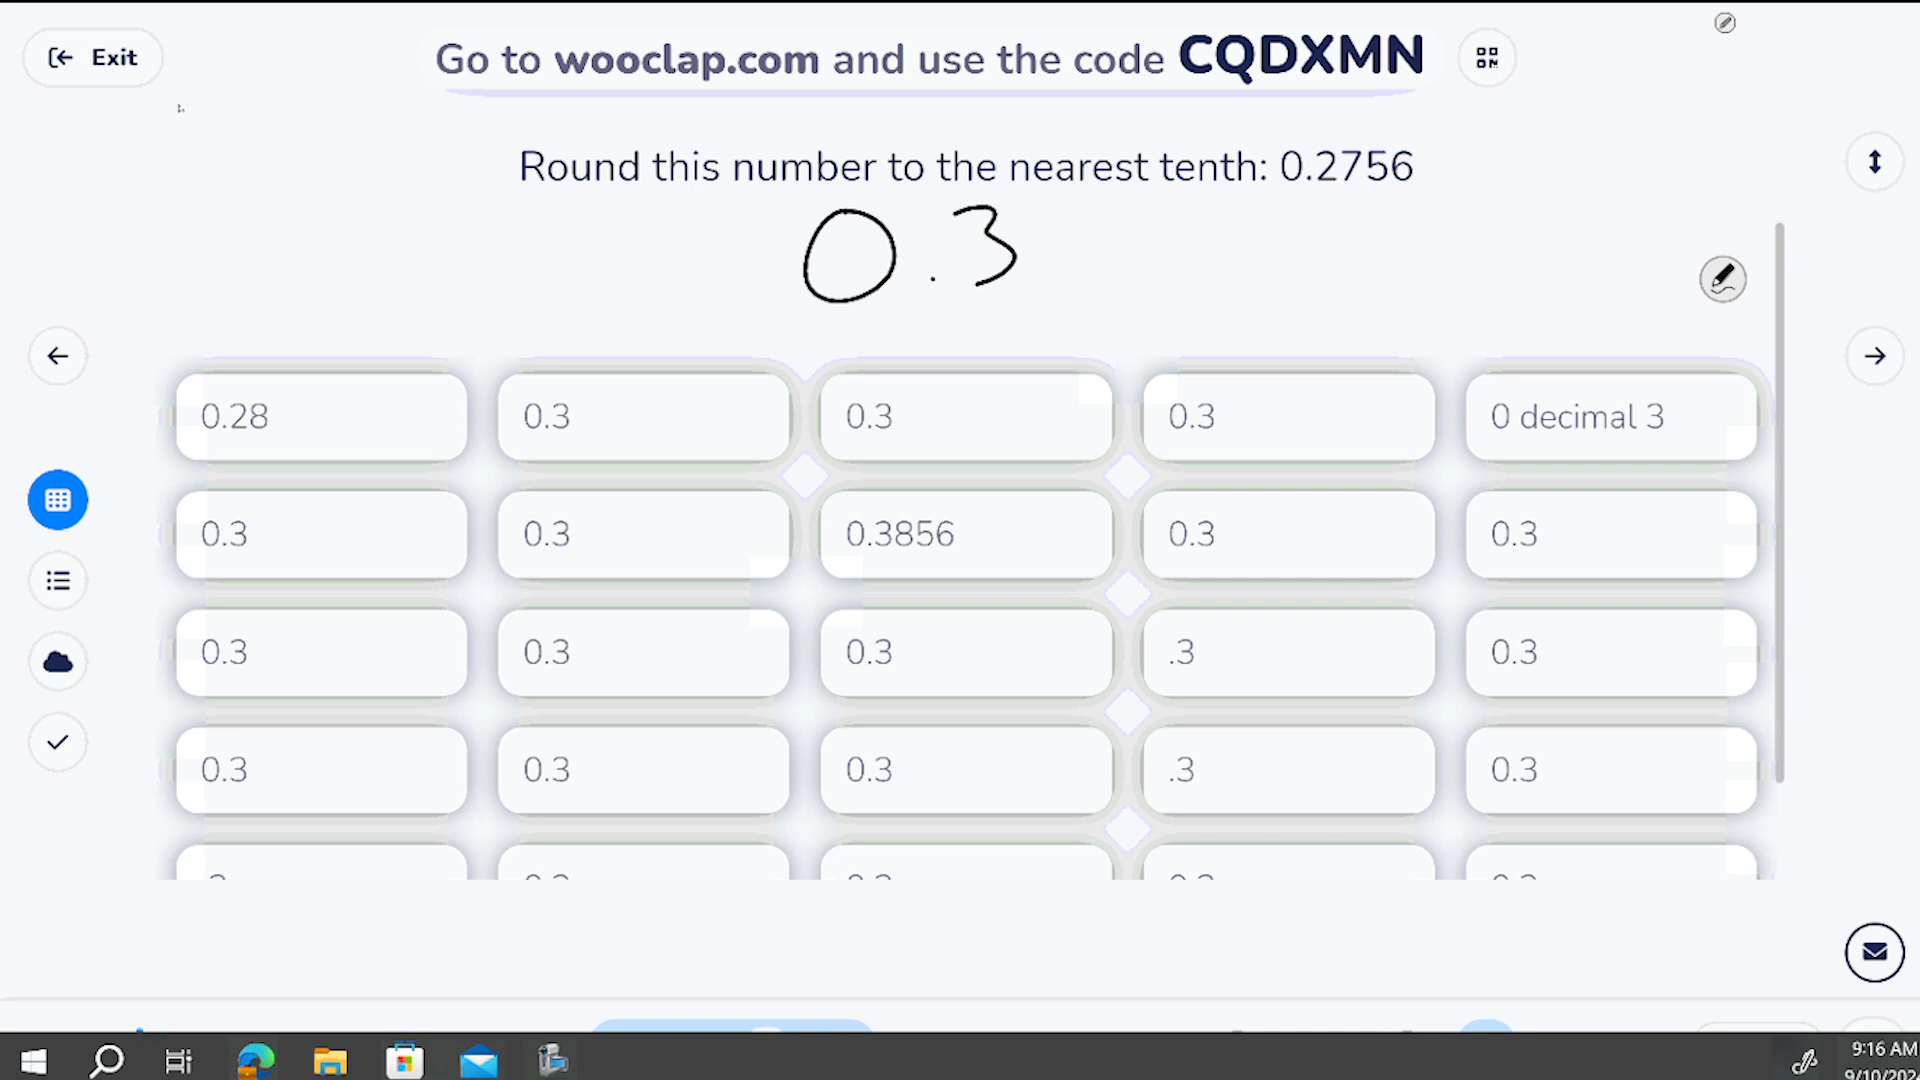 Exit
Go to wooclap.com and use the code CQDXMN
Round this number to the nearest tenth: 0.2756
0.3
0.28 0.3 0.3 0.3 0 decimal 3
0.3 0.3 0.3856 0.3 0.3
0.3 0.3 0.3 .3 0.3
0.3 0.3 0.3 .3 0.3
9:16 AM